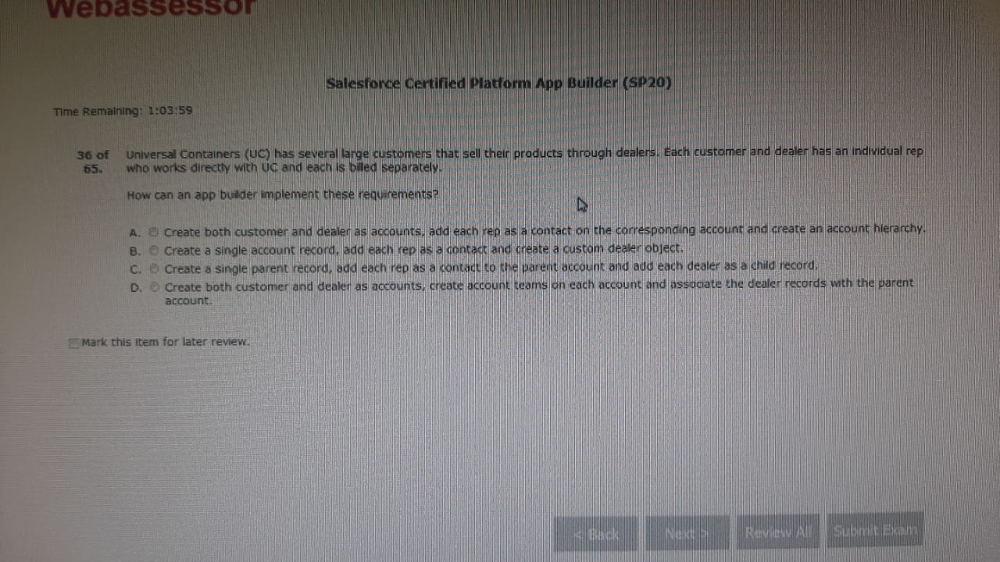 Webassessor
Salesforce Certified Platform App Builder (SP20)
Time Remaining: 1:03:59
36 of Universal Containers (UC) has several large customers that sell their products through dealers. Each customer and dealer has an individual rep
65. who works directly with UC and each is billed separately.
How can an app builder implement these requirements?
A. Create both customer and dealer as accounts, add each rep as a contact on the corresponding account and create an account hierarchy.
B. Create a single account record, add each rep as a contact and create a custom dealer object.
C. Create a single parent record, add each rep as a contact to the parent account and add each dealer as a child record.
D. Create both customer and dealer as accounts, create account teams on each account and associate the dealer records with the parent
account.
Mark this item for later review.
< Back Next > Review All Submit Exam